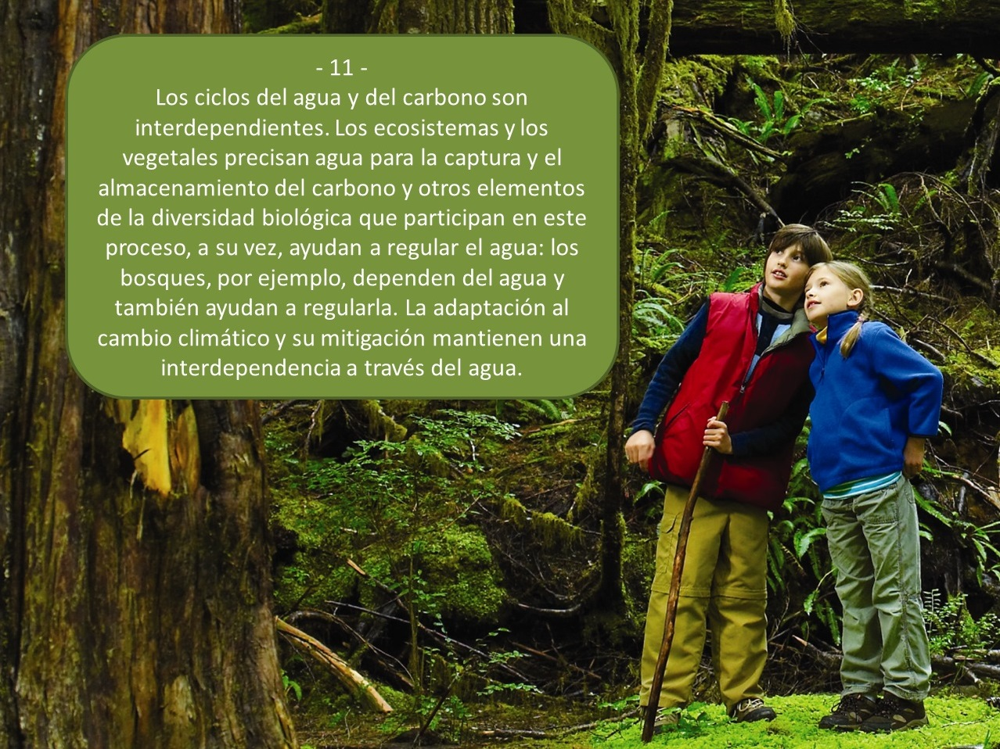 - 11 -
Los ciclos del agua y del carbono son
interdependientes. Los ecosistemas y los
vegetales precisan agua para la captura y el
almacenamiento del carbono y otros elementos
de la diversidad biológica que participan en este
proceso, a su vez, ayudan a regular el agua: los
bosques, por ejemplo, dependen del agua y
también ayudan a regularla. La adaptación al
cambio climático y su mitigación mantienen una
interdependencia a través del agua.